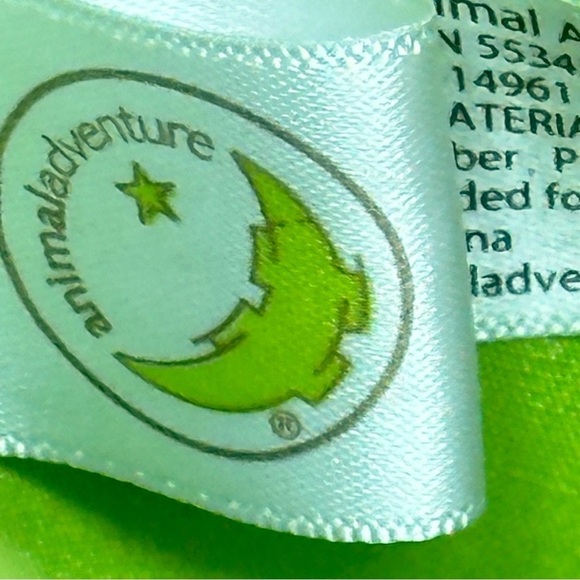 animaladventure
®
imal A
N 5534
14961
ATERIA
ber, P
ded fo
na
ladve